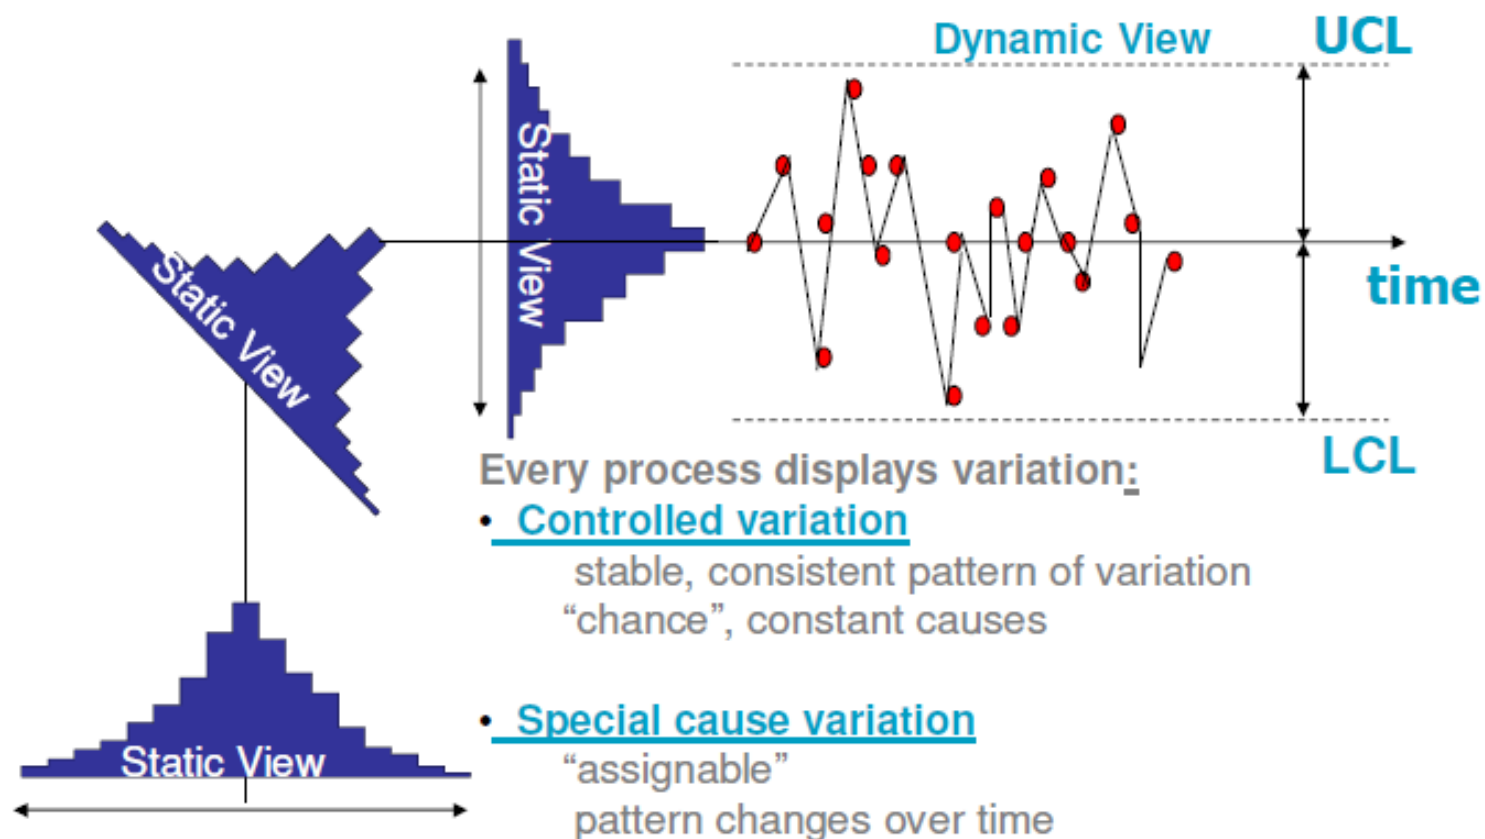 Dynamic View
UCL
Static View
Static View
time
LCL
Every process displays variation:
• Controlled variation
stable, consistent pattern of variation
“chance”, constant causes
• Special cause variation
Static View
“assignable”
pattern changes over time